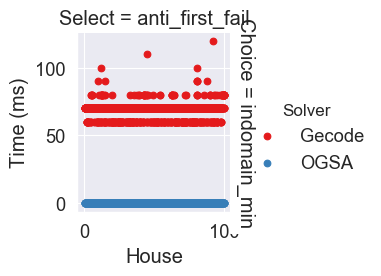 Select = anti_first_fail
Choice = indomain_min
Time (ms)
100
50
0
0
House
Solver
Gecode
OGSA